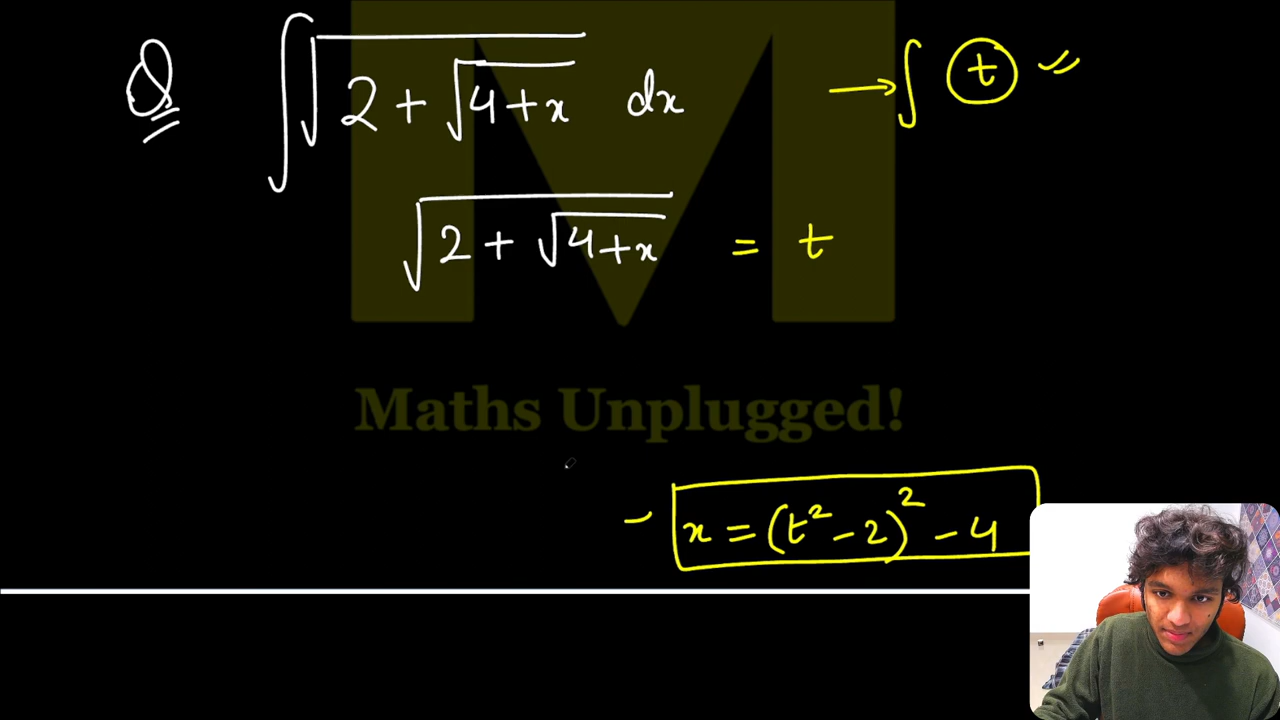 Q ∫√(2 + √(4+x)) dx → ∫ t
√(2 + √(4+x)) = t
Maths Unplugged!
- x = (t² - 2)² - 4